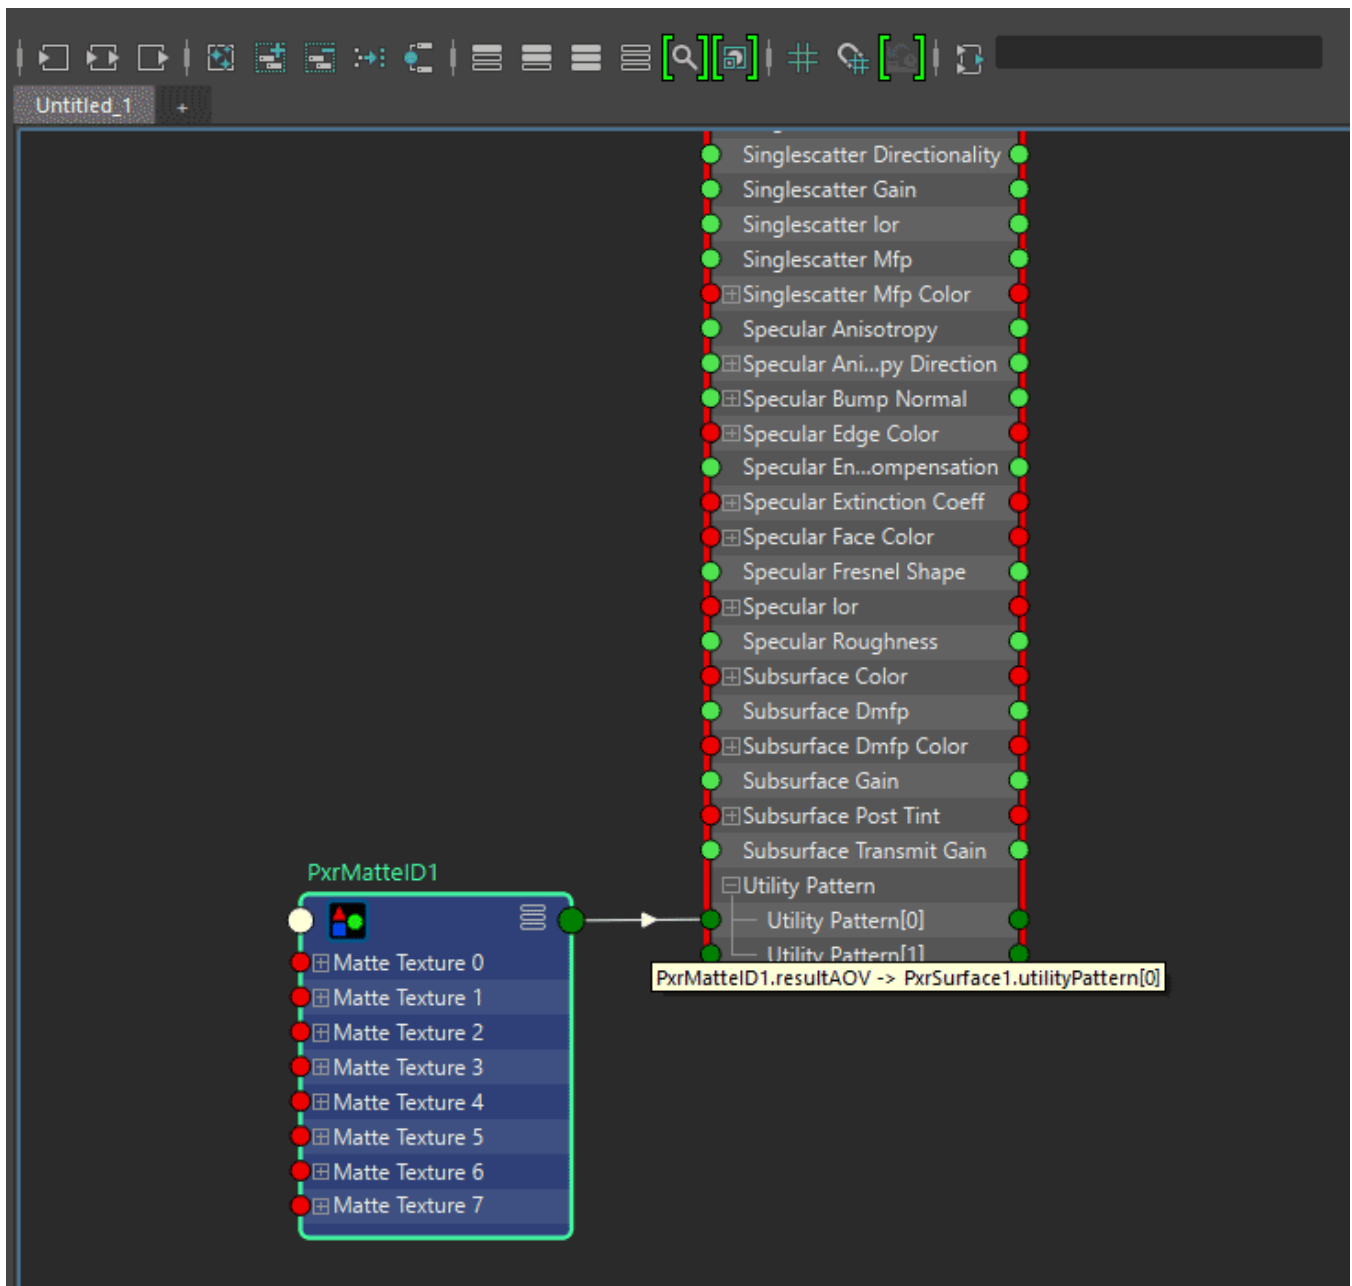 Untitled_1 +
Singlescatter Directionality
Singlescatter Gain
Singlescatter Ior
Singlescatter Mfp
Singlescatter Mfp Color
Specular Anisotropy
Specular Ani...py Direction
Specular Bump Normal
Specular Edge Color
Specular En...ompensation
Specular Extinction Coeff
Specular Face Color
Specular Fresnel Shape
Specular Ior
Specular Roughness
Subsurface Color
Subsurface Dmfp
Subsurface Dmfp Color
Subsurface Gain
Subsurface Post Tint
Subsurface Transmit Gain
Utility Pattern
Utility Pattern[0]
Utility Pattern[1]
PxrMatteID1.resultAOV -> PxrSurface1.utilityPattern[0]
PxrMatteID1
Matte Texture 0
Matte Texture 1
Matte Texture 2
Matte Texture 3
Matte Texture 4
Matte Texture 5
Matte Texture 6
Matte Texture 7